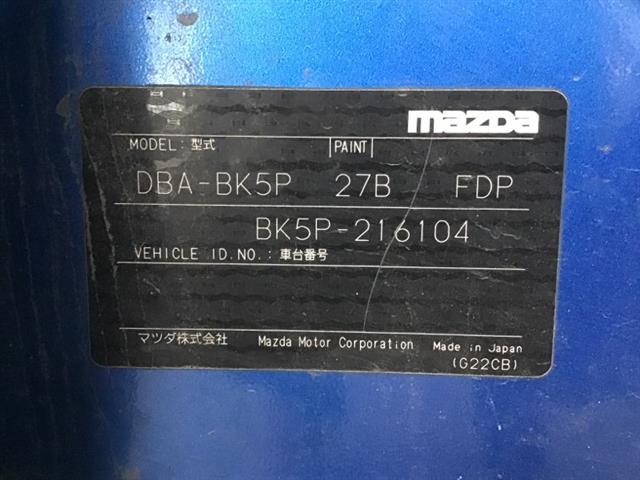 mazda
MODEL: 型式 |PAINT|
DBA-BK5P 27B FDP
BK5P-216104
VEHICLE ID.NO.: 車台番号
マツダ株式会社 Mazda Motor Corporation Made in Japan
(G22CB)